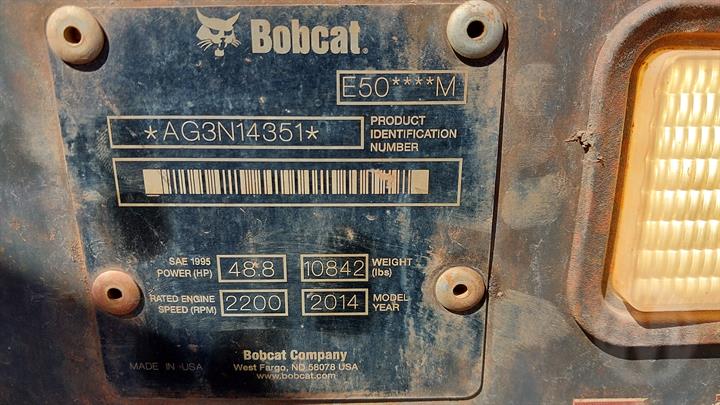 Bobcat®
E50****M
*AG3N14351*
PRODUCT
IDENTIFICATION
NUMBER
SAE 1995
POWER (HP)
48.8
10842
WEIGHT
(lbs)
RATED ENGINE
SPEED (RPM)
2200
2014
MODEL
YEAR
MADE IN USA
Bobcat Company
West Fargo, ND 58078 USA
www.bobcat.com